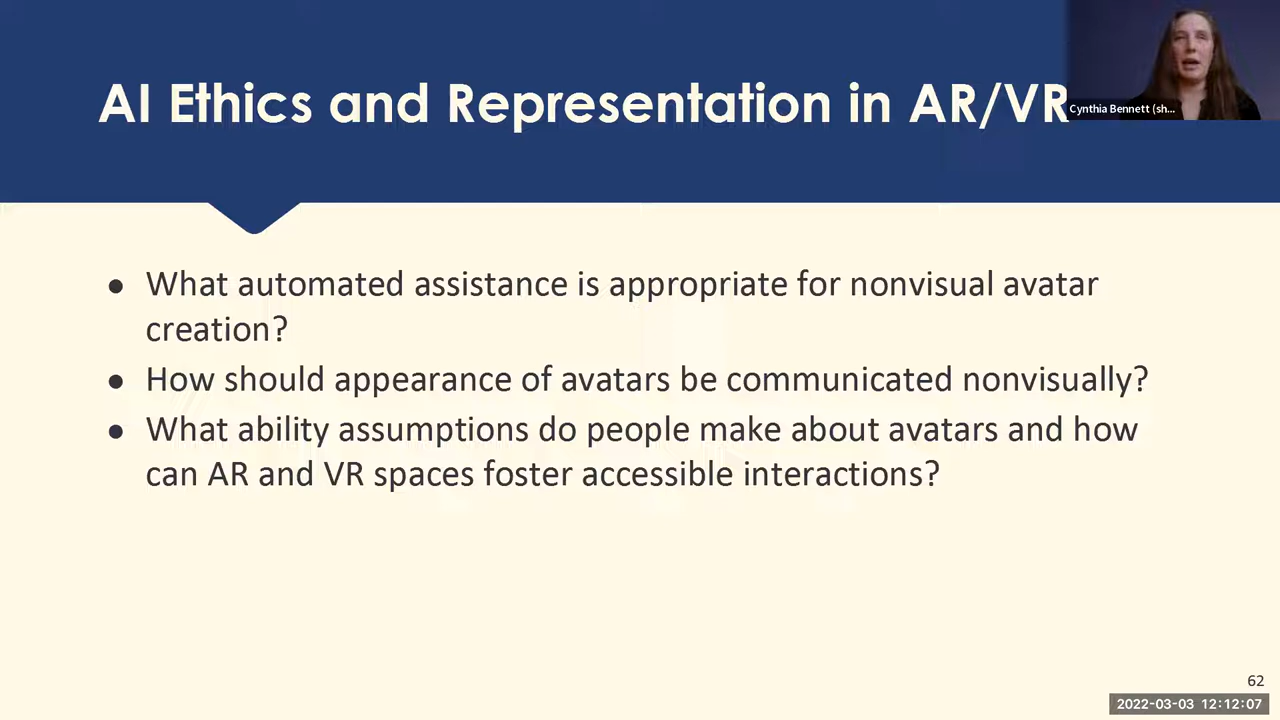 AI Ethics and Representation in AR/VR
Cynthia Bennett (sh...
● What automated assistance is appropriate for nonvisual avatar
creation?
● How should appearance of avatars be communicated nonvisually?
● What ability assumptions do people make about avatars and how
can AR and VR spaces foster accessible interactions?
62
2022-03-03 12:12:07